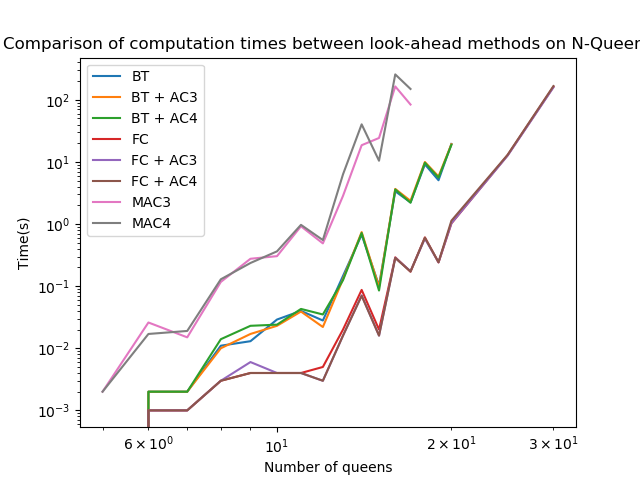 Comparison of computation times between look-ahead methods on N-Queen
BT
BT + AC3
BT + AC4
FC
FC + AC3
FC + AC4
MAC3
MAC4
Time(s)
10²
10¹
10⁰
10⁻¹
10⁻²
10⁻³
6 × 10⁰
10¹
2 × 10¹
3 × 10¹
Number of queens